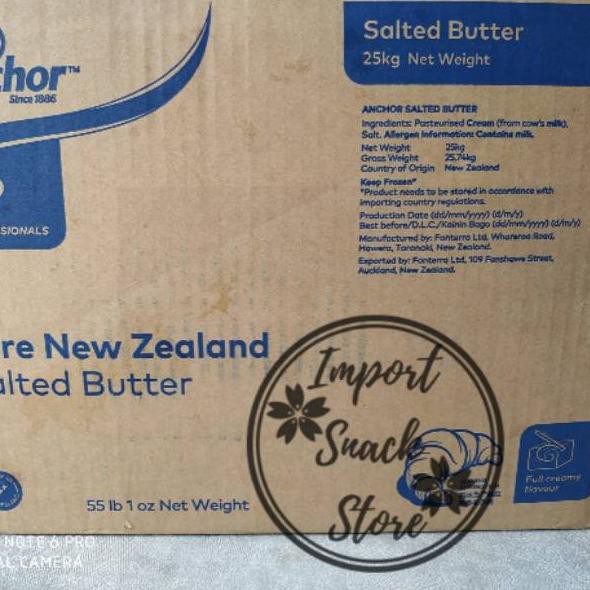 chor™
Since 1886
SIONALS
Salted Butter
25kg Net Weight
ANCHOR SALTED BUTTER
Ingredients: Pasteurised Cream (from cow's milk),
Salt. Allergen Information: Contains milk.
Net Weight 25kg
Gross Weight 25.74kg
Country of Origin New Zealand
Keep Frozen*
*Product needs to be stored in accordance with
importing country regulations.
Production Date (dd/mm/yyyy) (d/m/y)
Best before/D.L.C./Kainin Bago (dd/mm/yyyy) (d/m/y)
Manufactured by: Fonterra Ltd, Whareroa Road,
Hawera, Taranaki, New Zealand.
Exported by: Fonterra Ltd, 109 Fanshawe Street,
Auckland, New Zealand.
re New Zealand
alted Butter
55 lb 1 oz Net Weight
Import
Snack
Store
Full creamy
flavour
NOTE 6 PRO
AL CAMERA